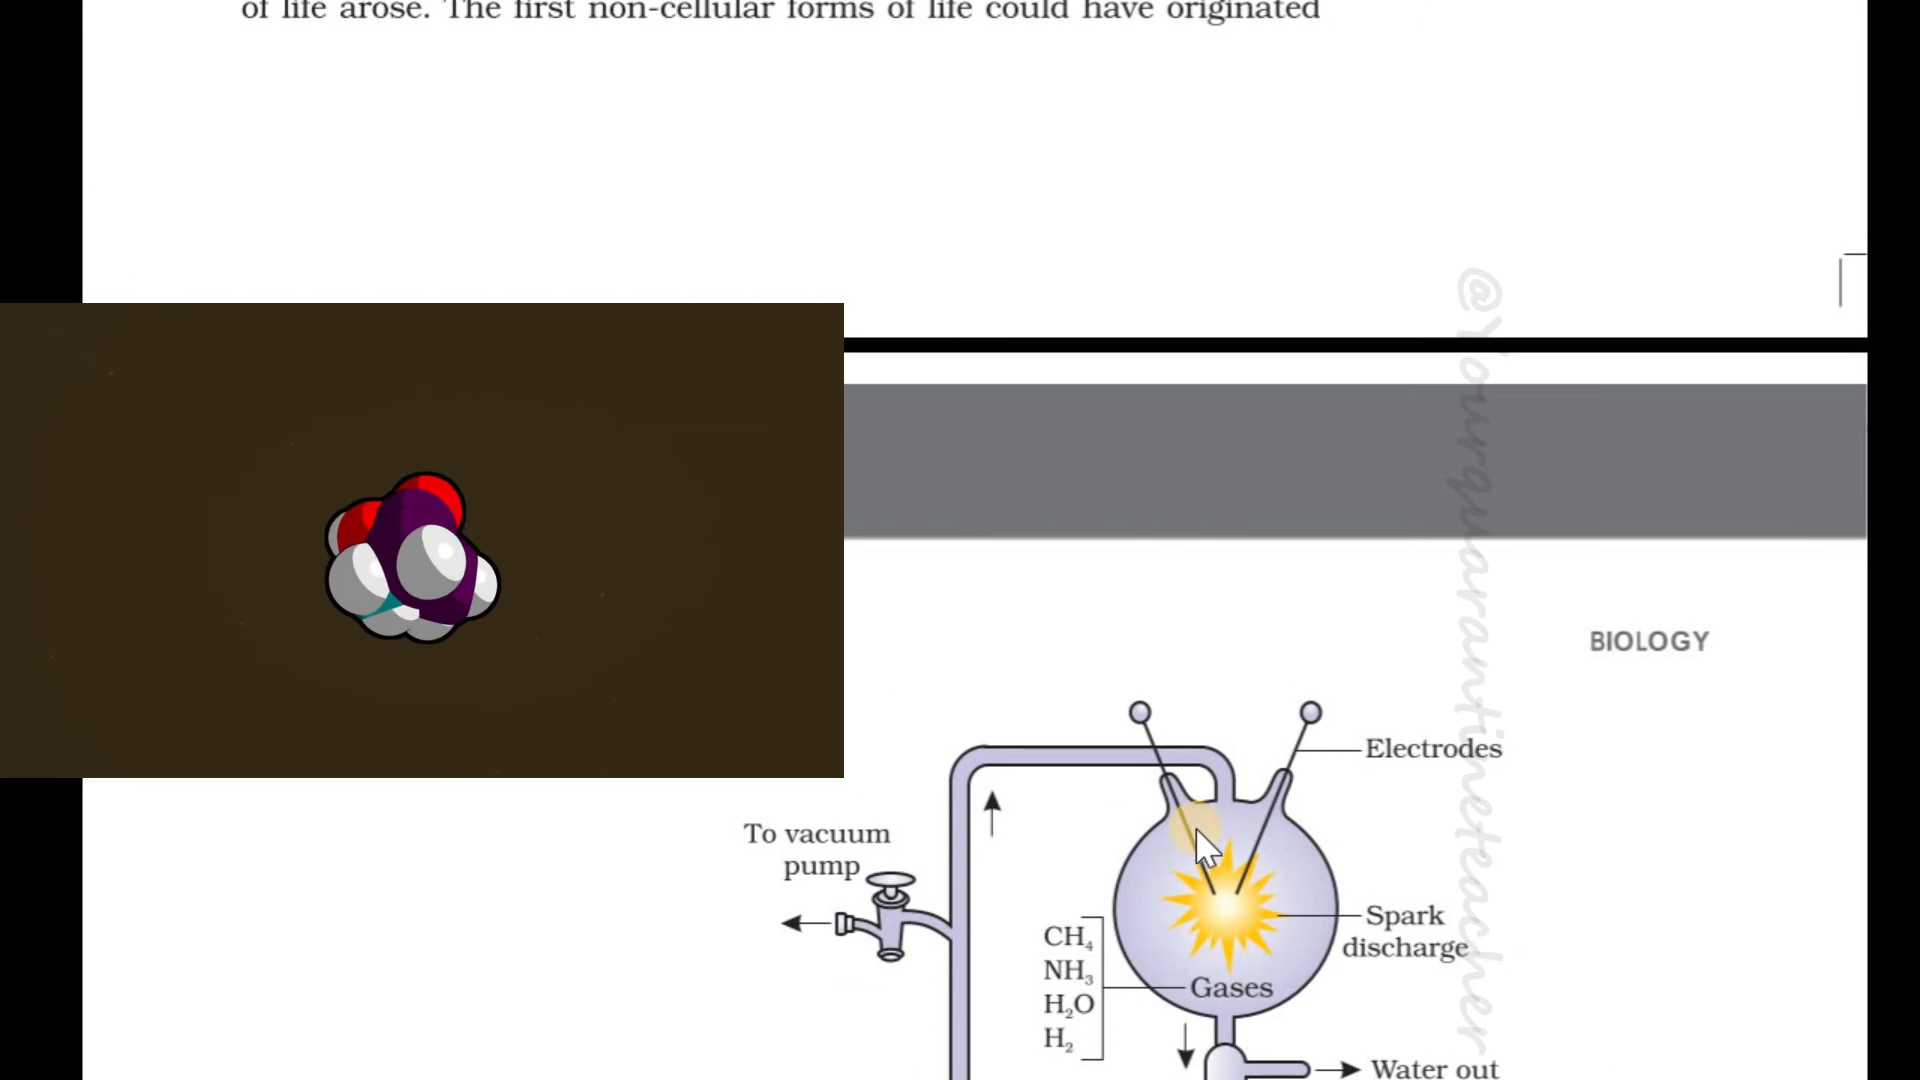 of life arose. The first non-cellular forms of life could have originated
@Yourquarantineteacher
BIOLOGY
Electrodes
To vacuum
pump
Spark
discharge
CH₄
NH₃
H₂O
H₂
Gases
Water out